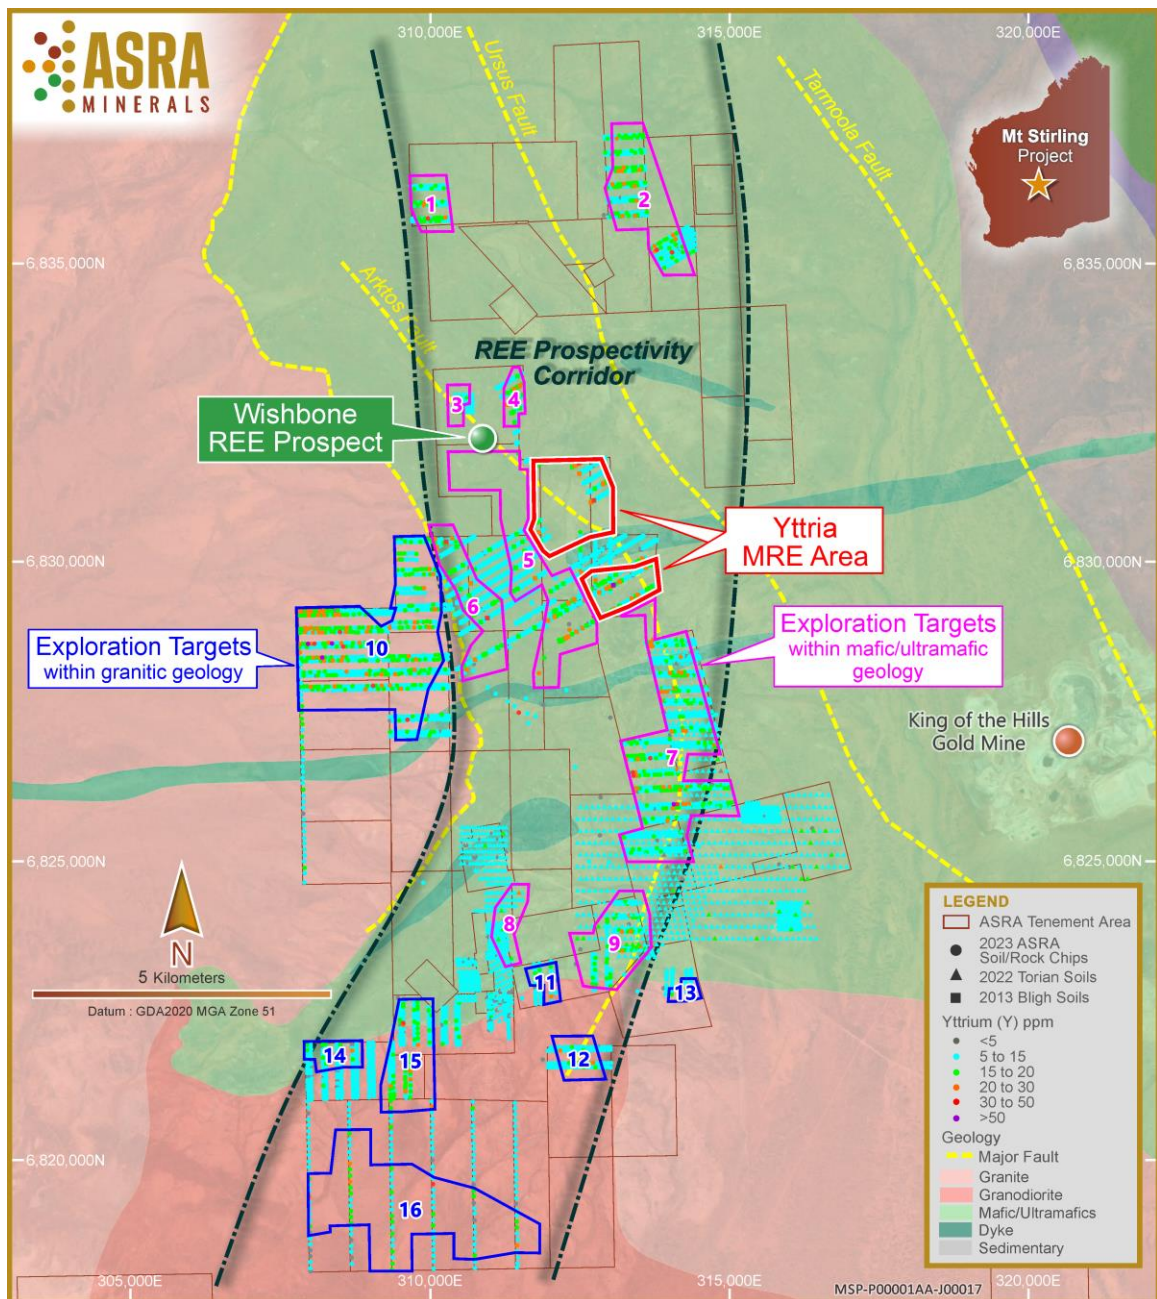 ASRA
MINERALS
310,000E
315,000E
320,000E
Ursus Fault
Tarmoola Fault
Mt Stirling
Project
1
2
6,835,000N
6,835,000N
Arktos Fault
REE Prospectivity
Corridor
3
4
Wishbone
REE Prospect
Yttria
MRE Area
6,830,000N
6,830,000N
5
6
Exploration Targets
within granitic geology
10
Exploration Targets
within mafic/ultramafic
geology
King of the Hills
Gold Mine
7
6,825,000N
6,825,000N
8
9
N
5 Kilometers
Datum : GDA2020 MGA Zone 51
11
13
14
15
12
6,820,000N
16
LEGEND
ASRA Tenement Area
2023 ASRA
Soil/Rock Chips
2022 Torian Soils
2013 Bligh Soils
Yttrium (Y) ppm
<5
5 to 15
15 to 20
20 to 30
30 to 50
>50
Geology
Major Fault
Granite
Granodiorite
Mafic/Ultramafics
Dyke
Sedimentary
305,000E
310,000E
315,000E
320,000E
MSP-P00001AA-J00017